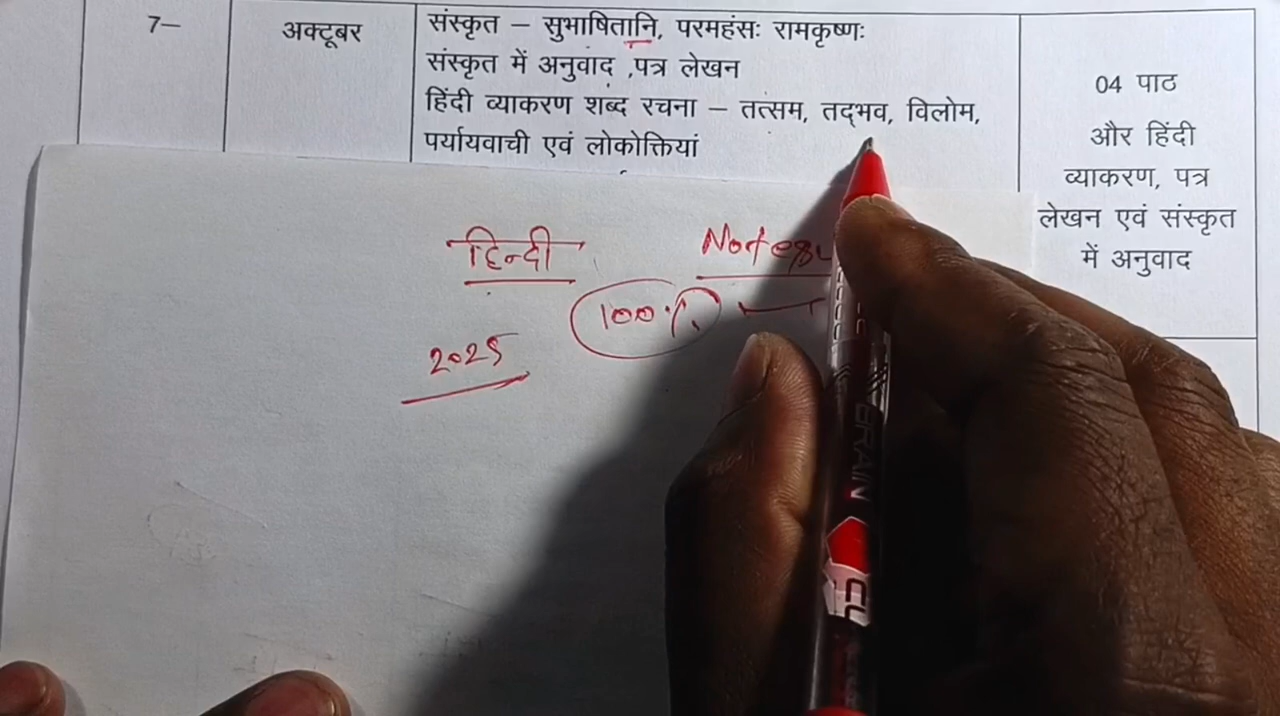 7–
अक्टूबर
संस्कृत – सुभाषितानि, परमहंसः रामकृष्णः
संस्कृत में अनुवाद ,पत्र लेखन
हिंदी व्याकरण शब्द रचना – तत्सम, तद्भव, विलोम,
पर्यायवाची एवं लोकोक्तियां
04 पाठ
और हिंदी
व्याकरण, पत्र
लेखन एवं संस्कृत
में अनुवाद
हिन्दी
100%
2025
BRAIN